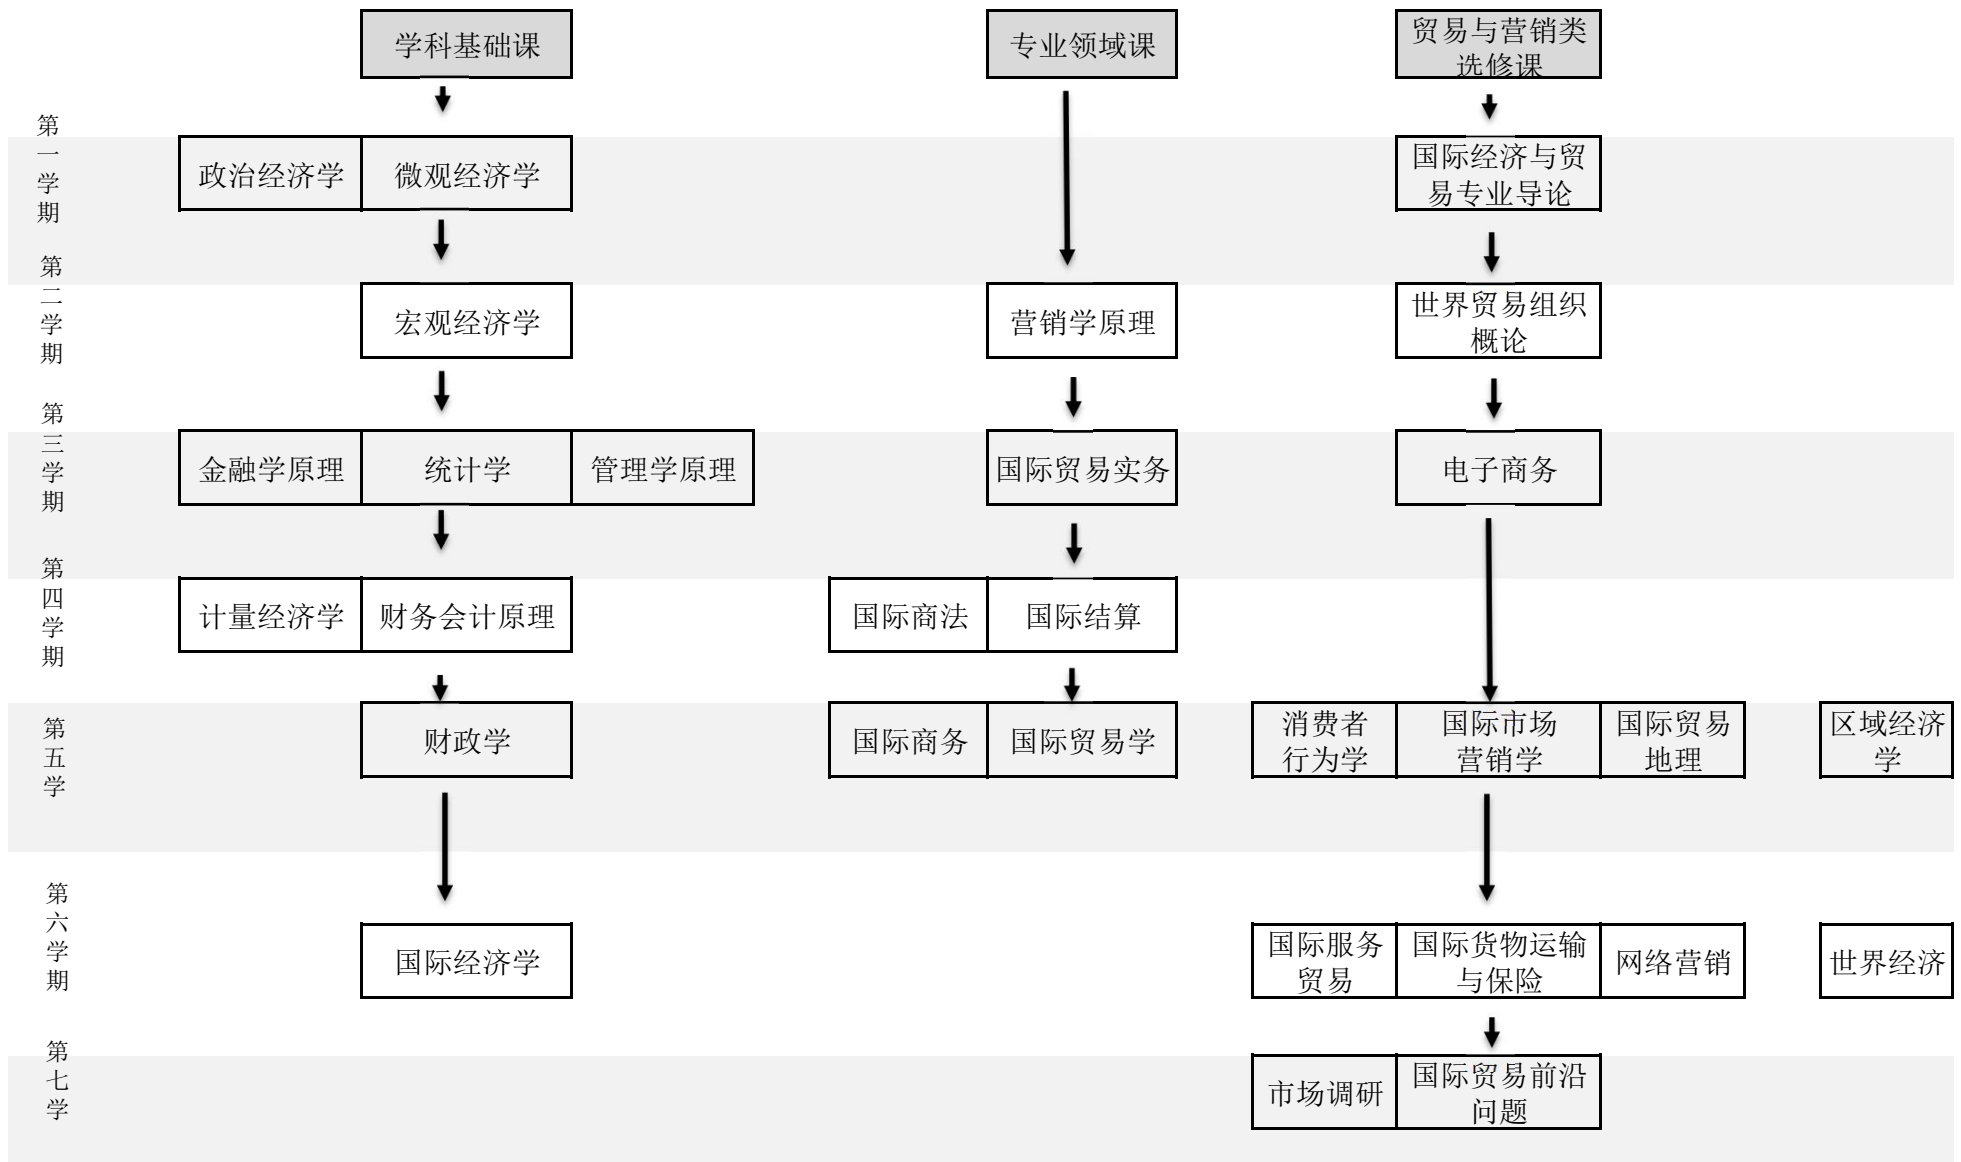 学科基础课
专业领域课
贸易与营销类
选修课
第
一
学
期
政治经济学
微观经济学
国际经济与贸
易专业导论
第
二
学
期
宏观经济学
营销学原理
世界贸易组织
概论
第
三
学
期
金融学原理
统计学
管理学原理
国际贸易实务
电子商务
第
四
学
期
计量经济学
财务会计原理
国际商法
国际结算
第
五
学
财政学
国际商务
国际贸易学
消费者
行为学
国际市场
营销学
国际贸易
地理
区域经济
学
第
六
学
期
国际经济学
国际服务
贸易
国际货物运输
与保险
网络营销
世界经济
第
七
学
市场调研
国际贸易前沿
问题